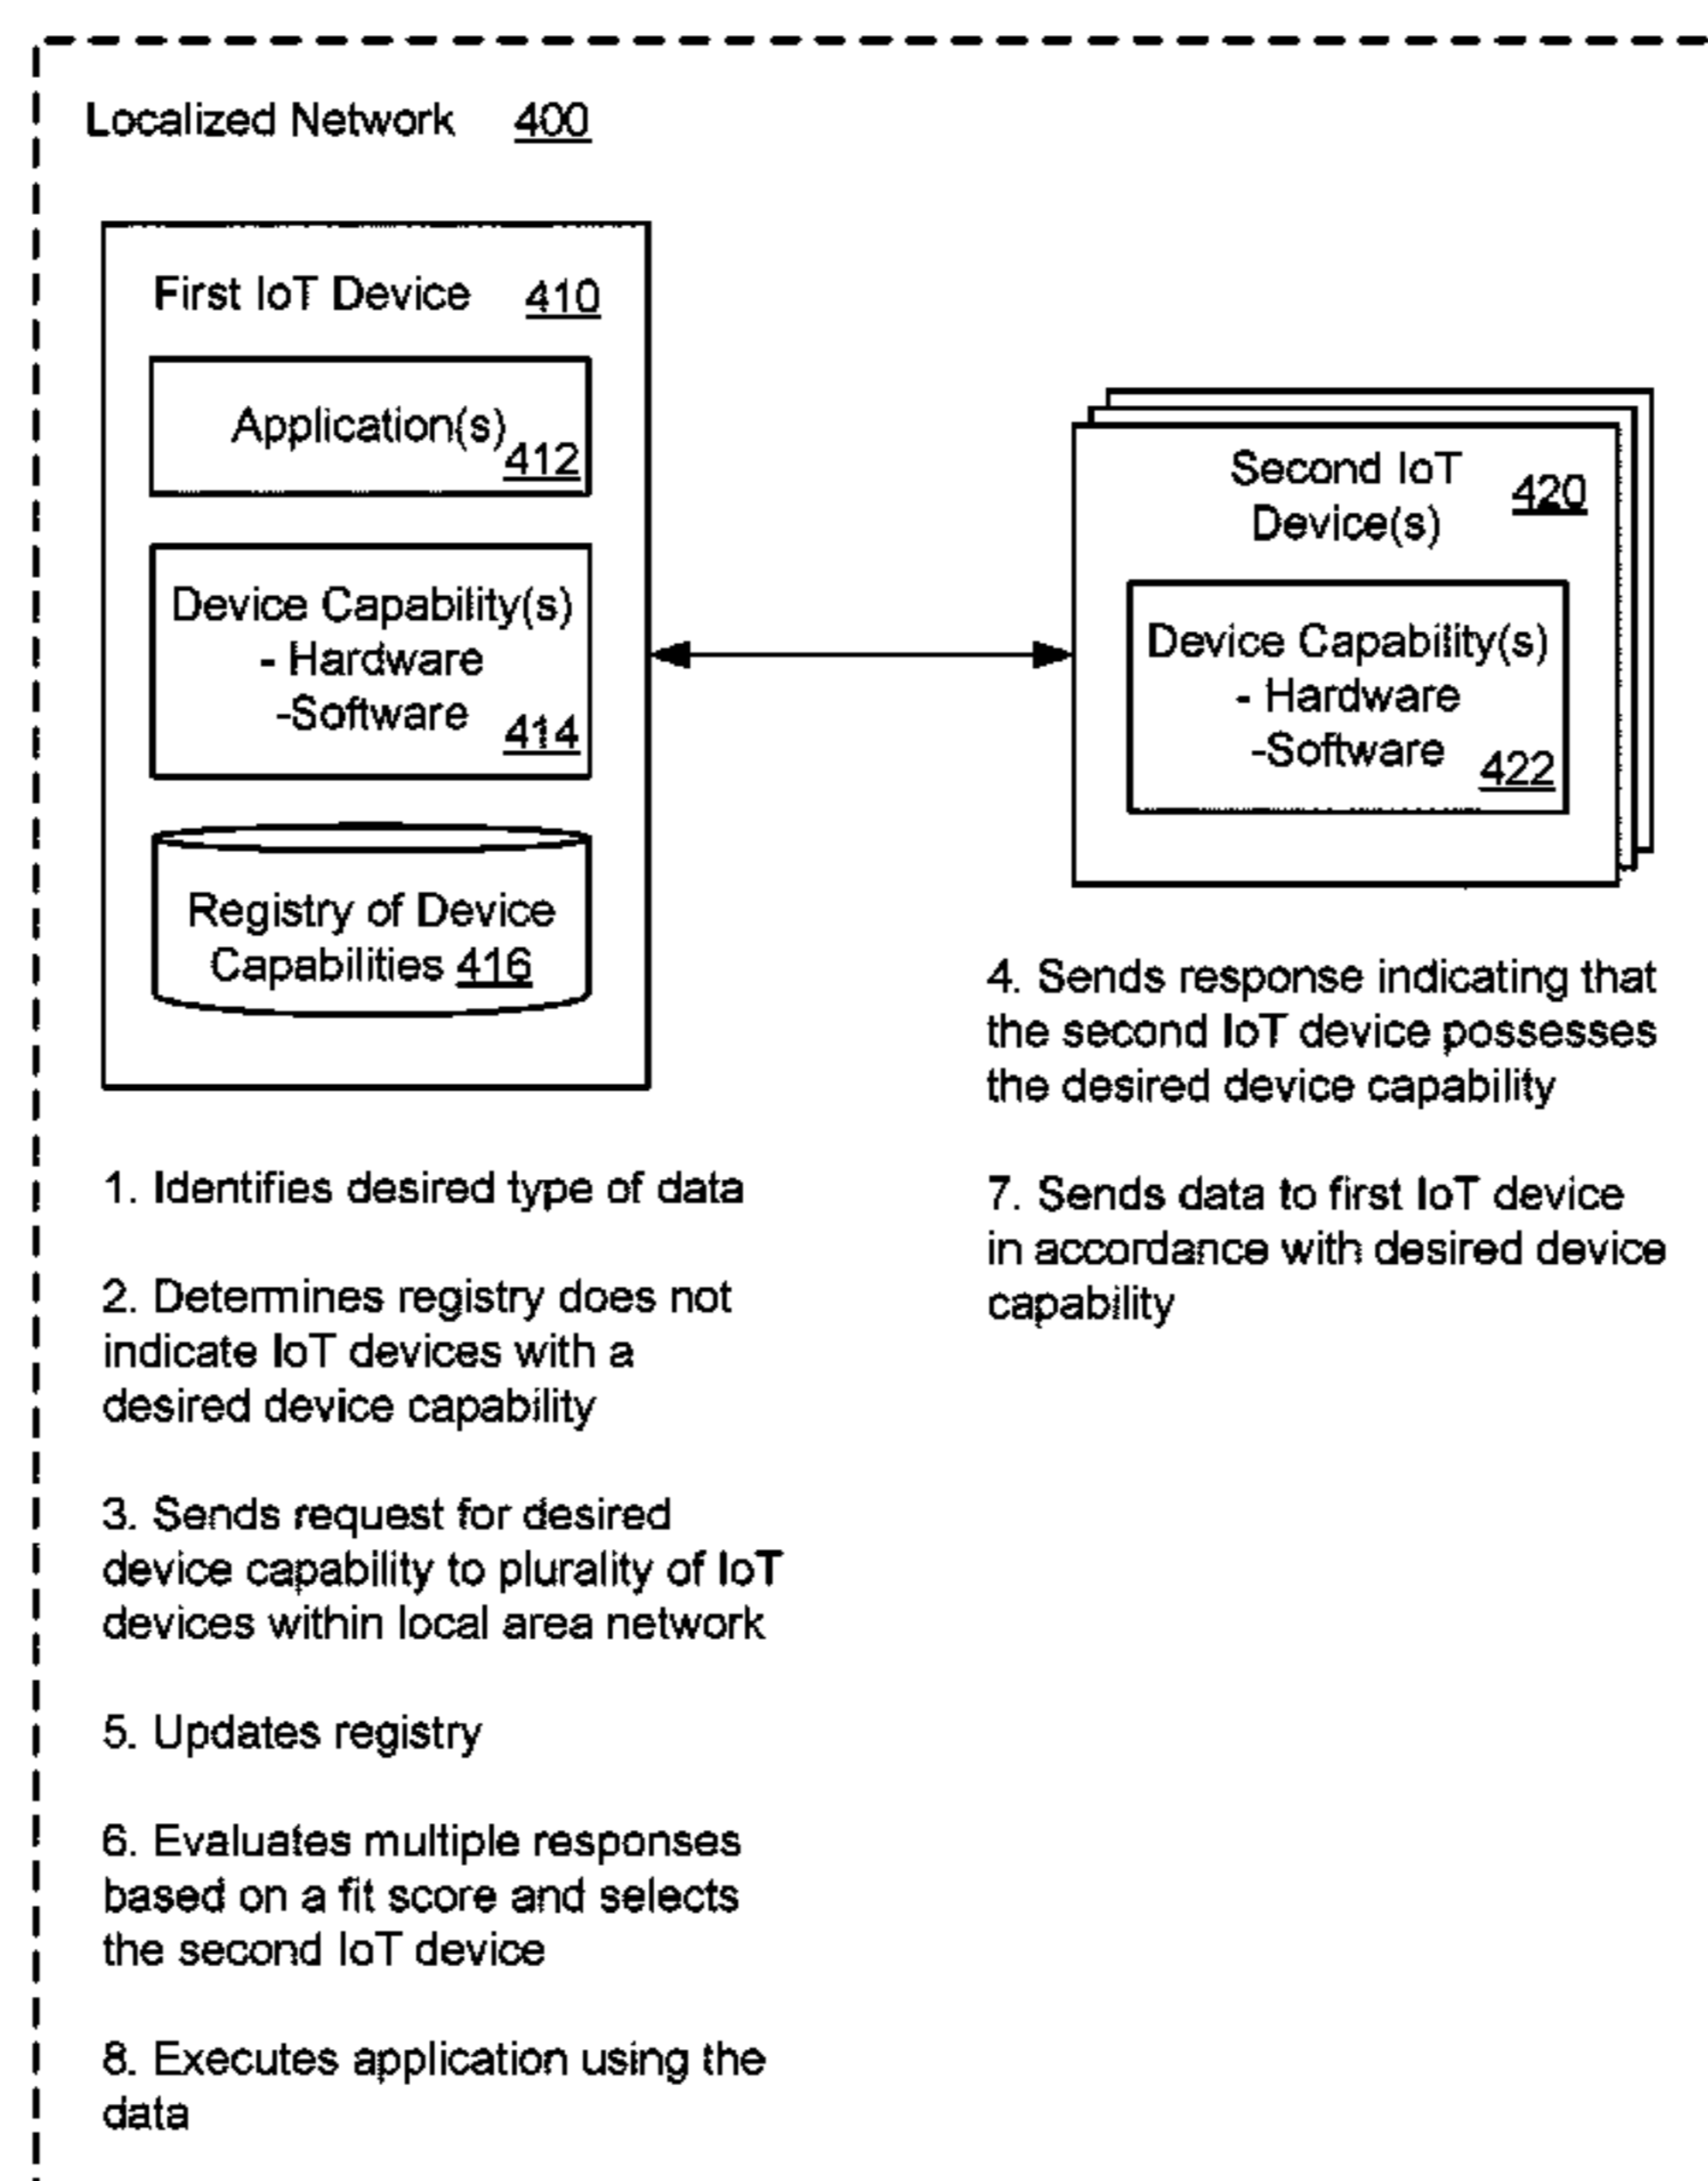 Localized Network 400
First IoT Device 410
Application(s)
412
Device Capability(s)
- Hardware
-Software
414
Registry of Device
Capabilities 416
1. Identifies desired type of data
2. Determines registry does not
indicate IoT devices with a
desired device capability
3. Sends request for desired
device capability to plurality of IoT
devices within local area network
5. Updates registry
6. Evaluates multiple responses
based on a fit score and selects
the second IoT device
8. Executes application using the
data
Second IoT
Device(s)
420
Device Capability(s)
- Hardware
-Software
422
4. Sends response indicating that
the second IoT device possesses
the desired device capability
7. Sends data to first IoT device
in accordance with desired device
capability